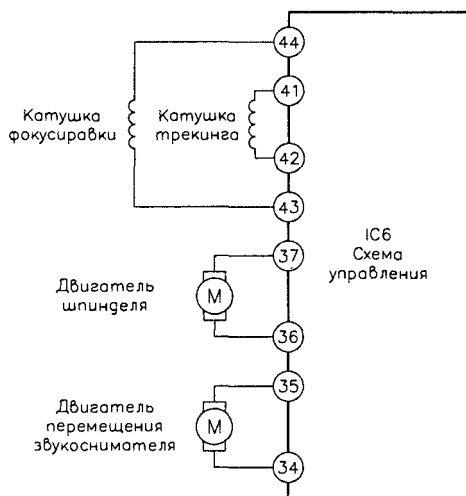 44
41
Катушка
фокусировки
Катушка
трекинга
42
43
IC6
Схема
управления
37
Двигатель
шпинделя
М
36
35
Двигатель
перемещения
звукоснимателя
М
34